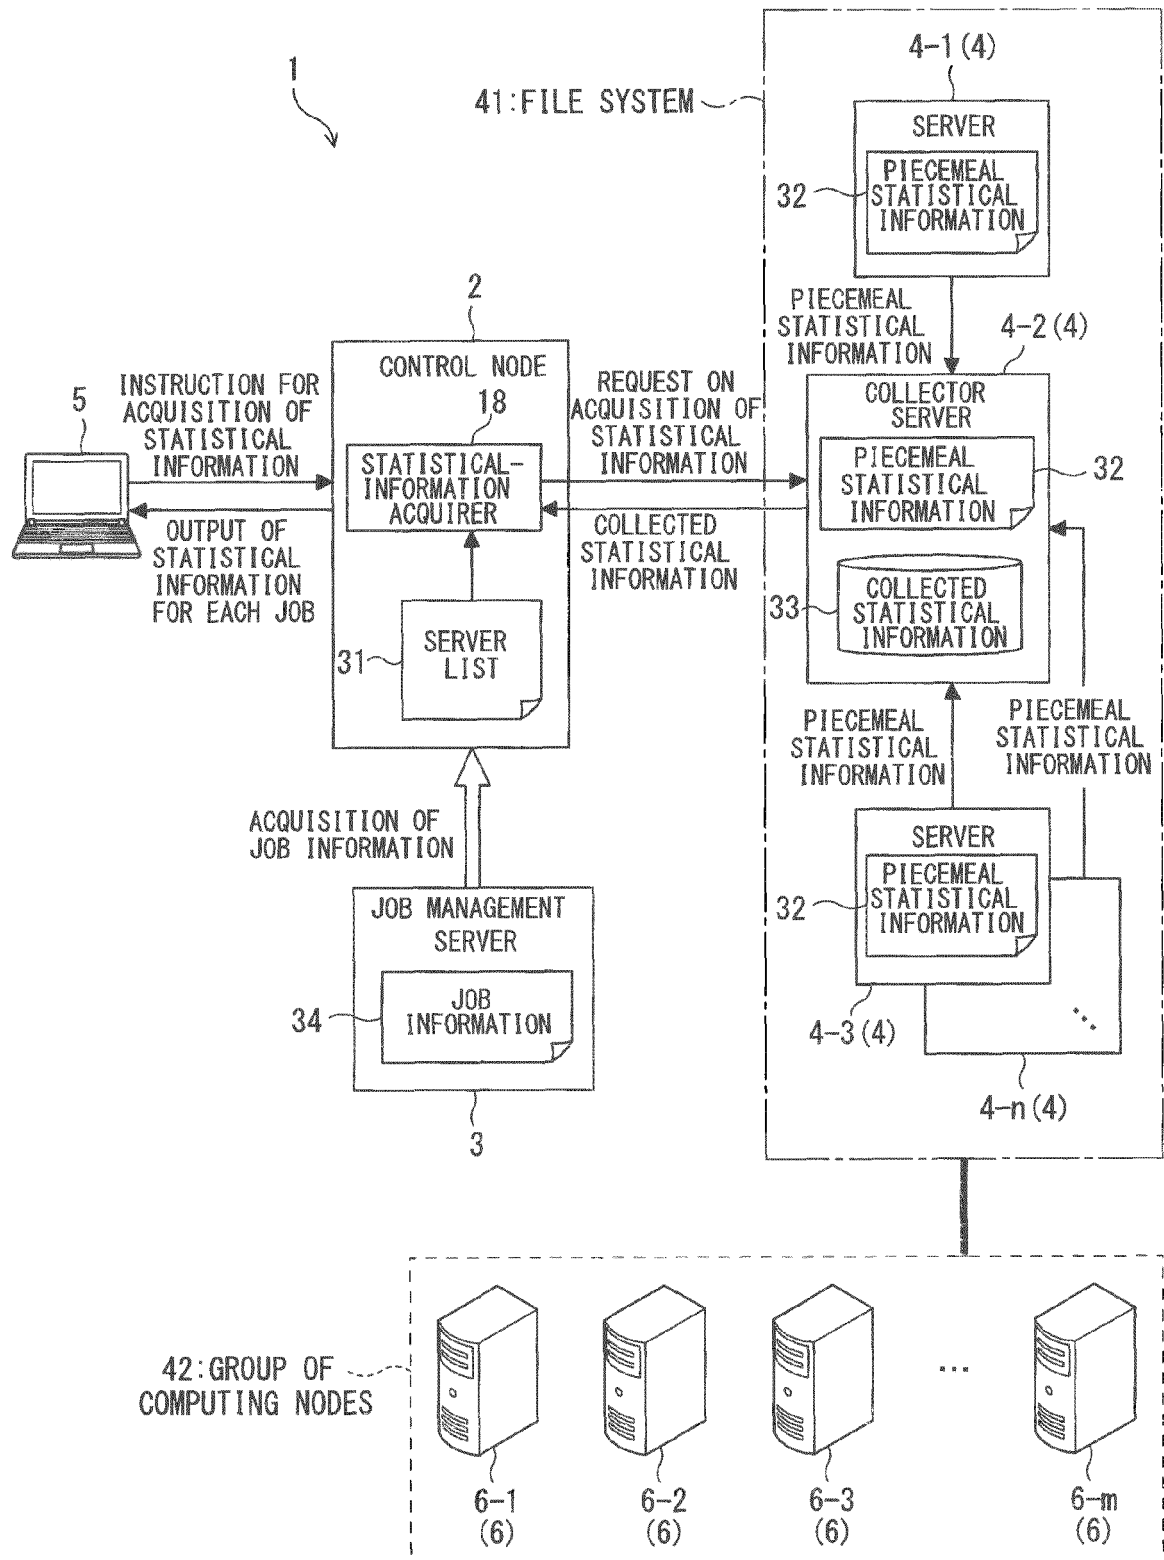 1
41:FILE SYSTEM
4-1(4)
SERVER
32
PIECEMEAL
STATISTICAL
INFORMATION
PIECEMEAL
STATISTICAL
INFORMATION
4-2(4)
COLLECTOR
SERVER
PIECEMEAL
STATISTICAL
INFORMATION
32
33
COLLECTED
STATISTICAL
INFORMATION
2
CONTROL NODE
18
STATISTICAL-
INFORMATION
ACQUIRER
31
SERVER
LIST
5
INSTRUCTION FOR
ACQUISITION OF
STATISTICAL
INFORMATION
OUTPUT OF
STATISTICAL
INFORMATION
FOR EACH JOB
REQUEST ON
ACQUISITION OF
STATISTICAL
INFORMATION
COLLECTED
STATISTICAL
INFORMATION
PIECEMEAL
STATISTICAL
INFORMATION
PIECEMEAL
STATISTICAL
INFORMATION
ACQUISITION OF
JOB INFORMATION
JOB MANAGEMENT
SERVER
34
JOB
INFORMATION
3
SERVER
32
PIECEMEAL
STATISTICAL
INFORMATION
4-3(4)
...
4-n(4)
42:GROUP OF
COMPUTING NODES
...
6-1
(6)
6-2
(6)
6-3
(6)
6-m
(6)